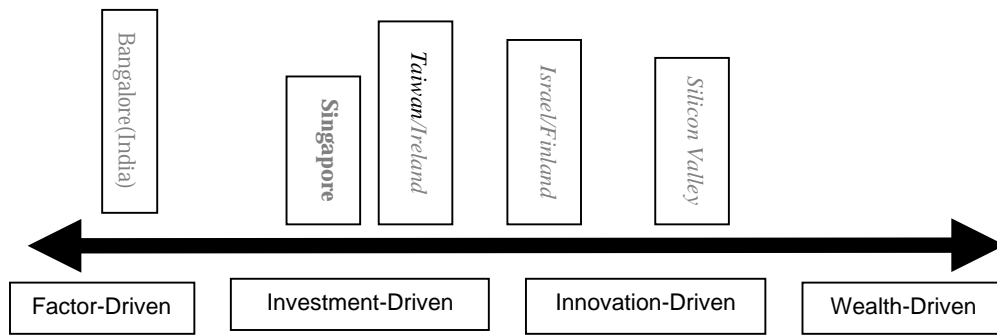 Bangalore(India)
Singapore
Taiwan/Ireland
Israel/Finland
Silicon Valley
Factor-Driven
Investment-Driven
Innovation-Driven
Wealth-Driven